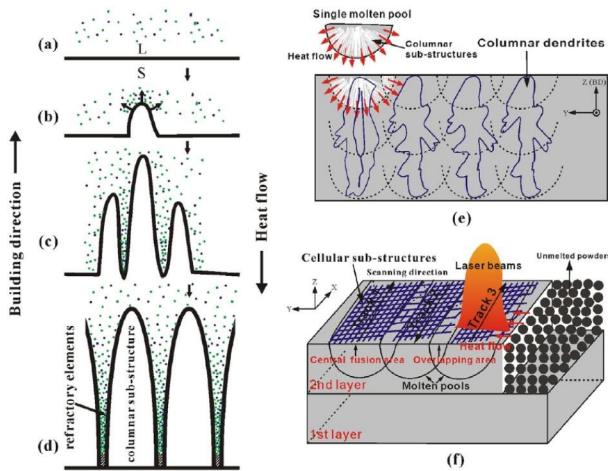 (a)
L
S
(b)
(c)
(d)
Building direction
Heat flow
refractory elements
columnar sub-structure
Single molten pool
Columnar
sub-structures
Heat flow
Columnar dendrites
Z (BD)
Y
X
(e)
Cellular sub-structures
Scanning direction
Laser beams
Unmelted powders
Z
X
Y
Track 3
Heat flow
Central fusion area
Overlapping area
Molten pools
2nd layer
1st layer
(f)